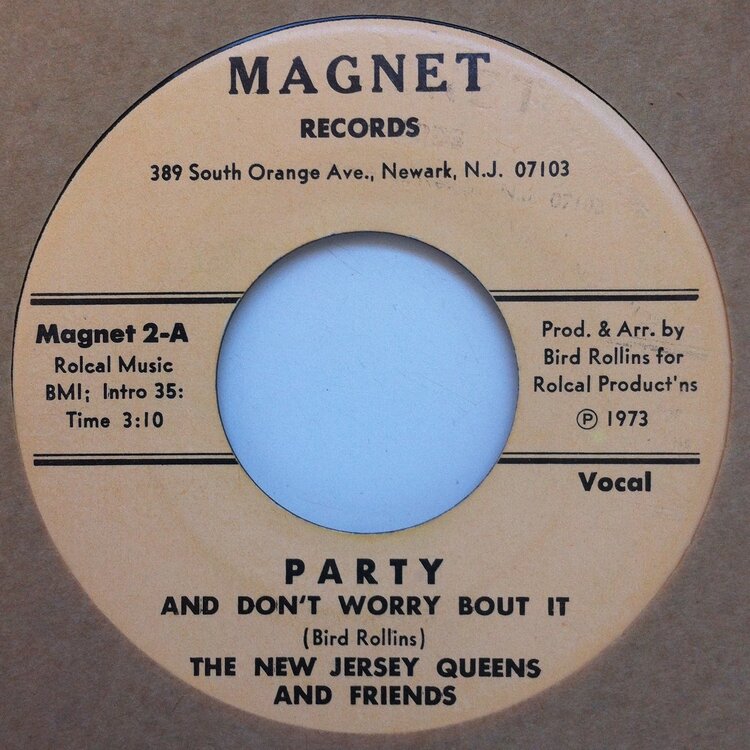 MAGNET
RECORDS
389 South Orange Ave., Newark, N.J. 07103
Magnet 2-A
Rolcal Music
BMI; Intro 35:
Time 3:10
Prod. & Arr. by
Bird Rollins for
Rolcal Product'ns
Ⓟ 1973
Vocal
PARTY
AND DON'T WORRY BOUT IT
(Bird Rollins)
THE NEW JERSEY QUEENS
AND FRIENDS